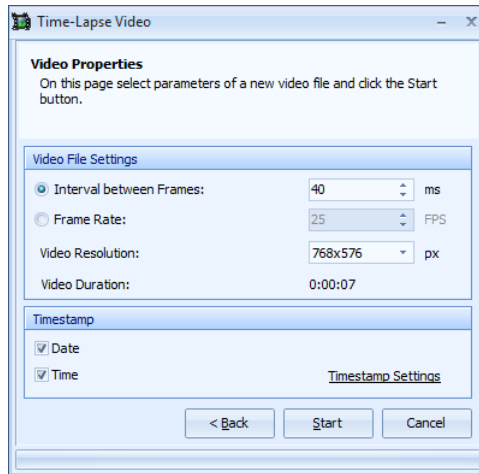 Time-Lapse Video
Video Properties
On this page select parameters of a new video file and click the Start
button.
Video File Settings
Interval between Frames: 40 ms
Frame Rate: 25 FPS
Video Resolution: 768x576 px
Video Duration: 0:00:07
Timestamp
Date
Time Timestamp Settings
< Back Start Cancel